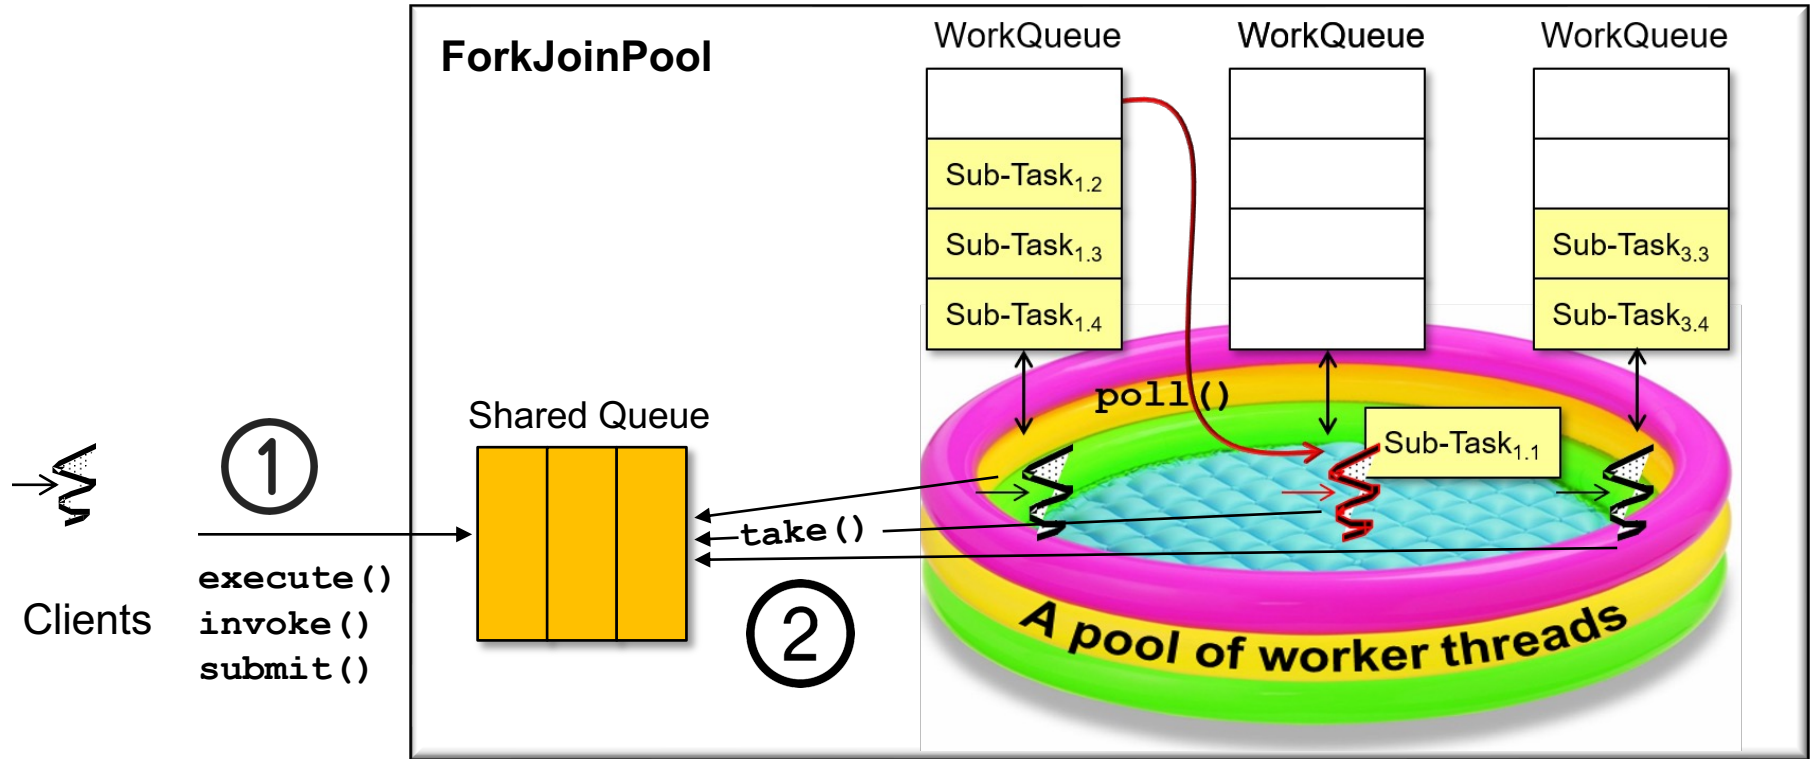 ForkJoinPool
WorkQueue
WorkQueue
WorkQueue
Sub-Task1.2
Sub-Task1.3
Sub-Task1.4
Sub-Task3.3
Sub-Task3.4
poll()
Sub-Task1.1
Shared Queue
1
take()
execute()
invoke()
submit()
Clients
2
A pool of worker threads